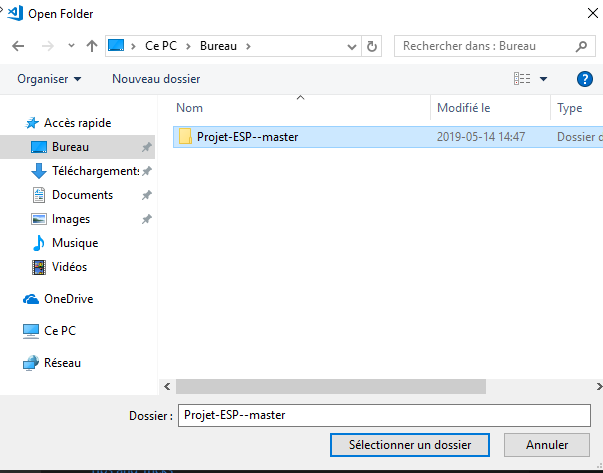 Open Folder
Ce PC
Bureau
Rechercher dans : Bureau
Organiser
Nouveau dossier
?
Nom
Modifié le
Type
Accès rapide
Projet-ESP--master
2019-05-14 14:47
Dossier d
Bureau
Téléchargement
Documents
Images
Musique
Vidéos
OneDrive
Ce PC
Réseau
Dossier :
Projet-ESP--master
Sélectionner un dossier
Annuler